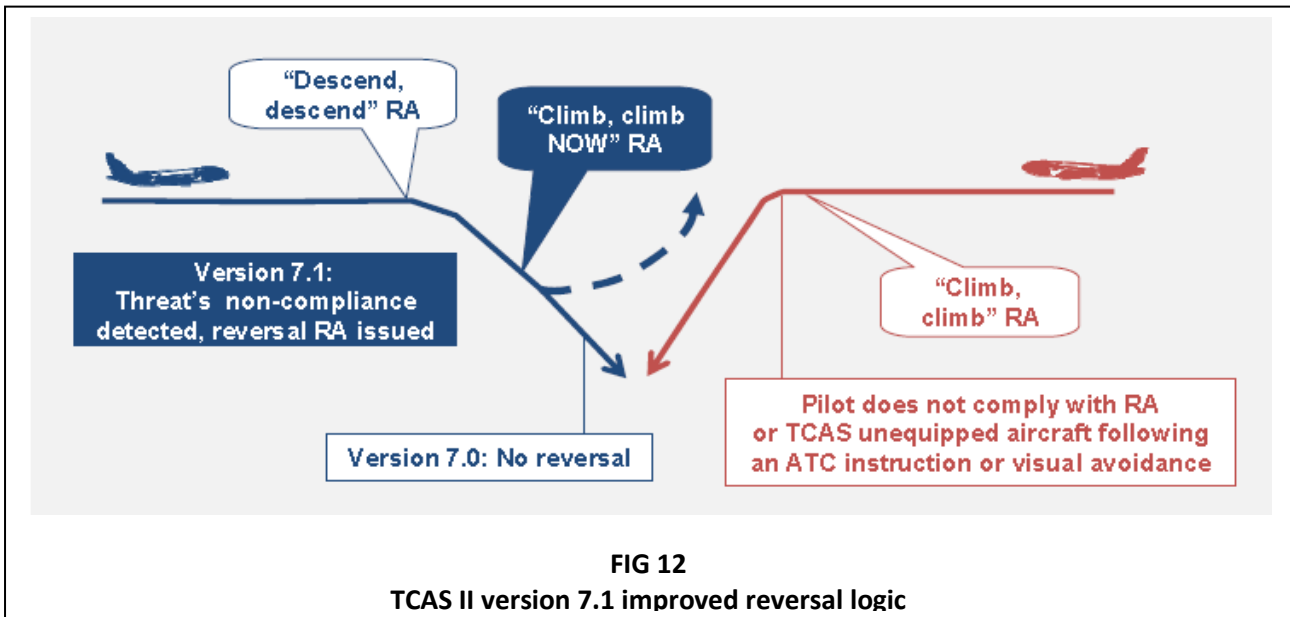 “Descend,
descend” RA
“Climb, climb
NOW” RA
Version 7.1:
Threat’s non-compliance
detected, reversal RA issued
“Climb,
climb” RA
Version 7.0: No reversal
Pilot does not comply with RA
or TCAS unequipped aircraft following
an ATC instruction or visual avoidance
FIG 12
TCAS II version 7.1 improved reversal logic